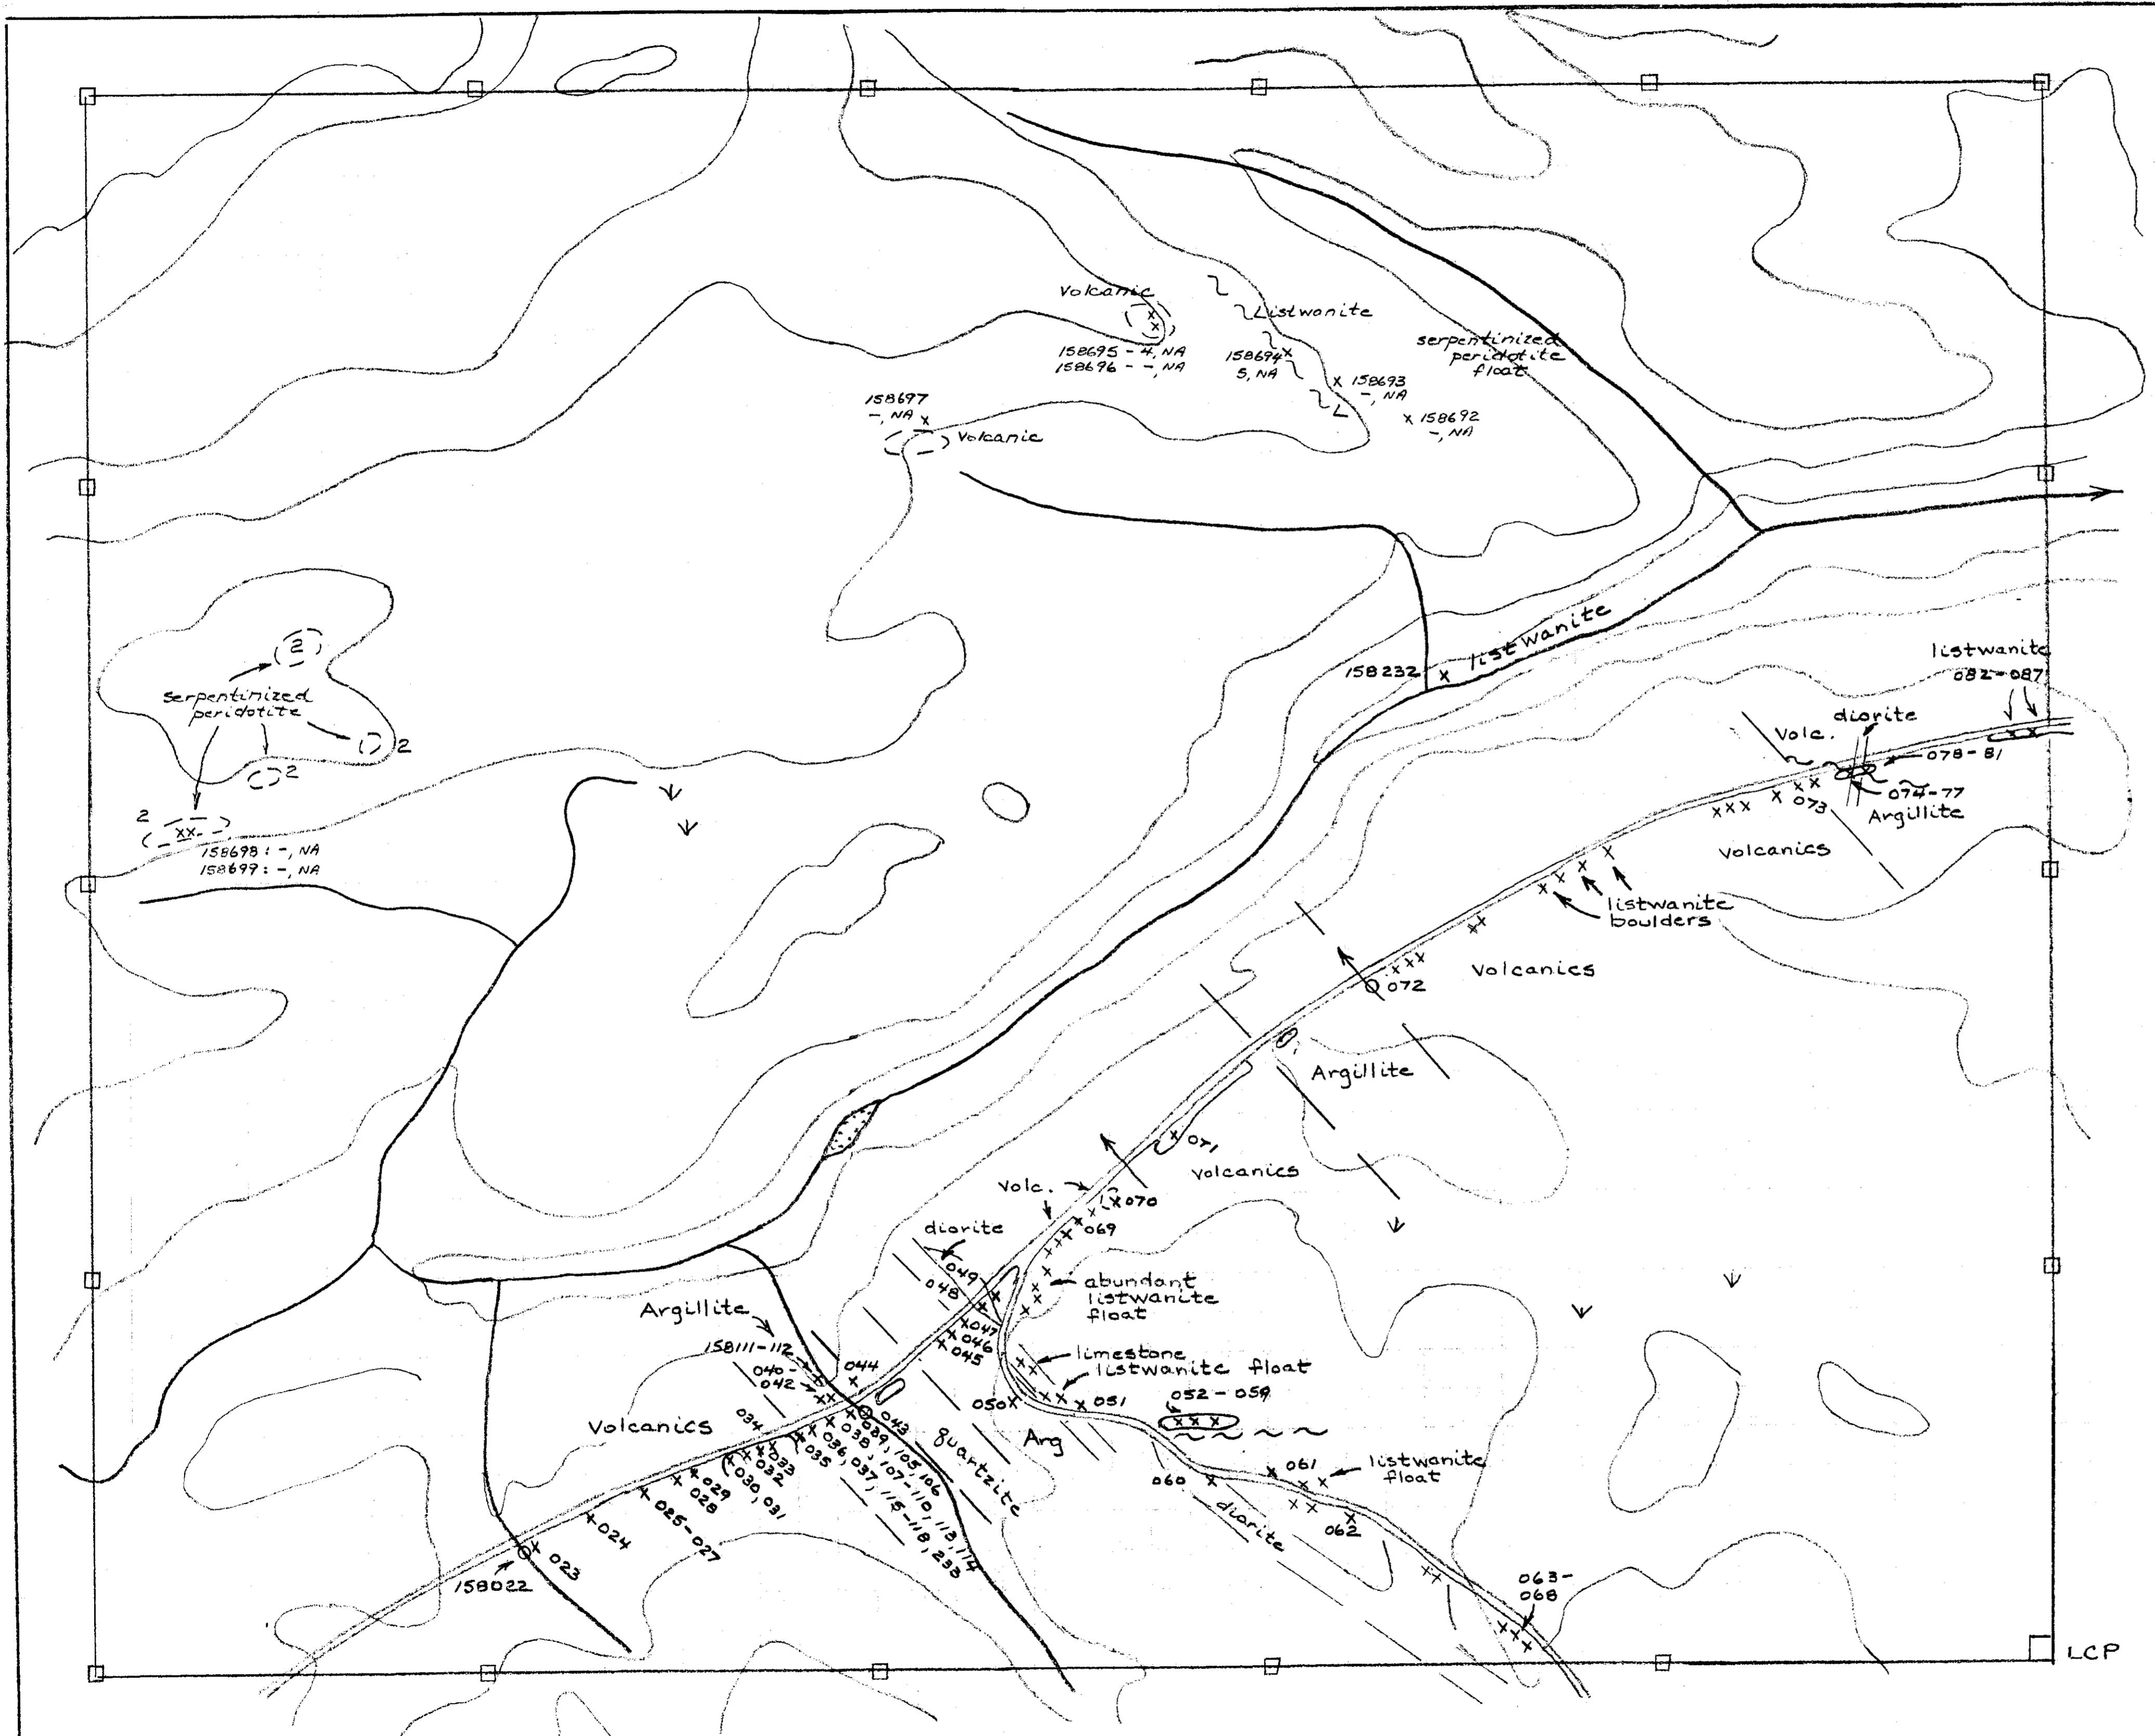 Volcanic
158695 - 4, NA
158696 - -, NA
Listwanite
158694
5, NA
serpentinized
peridotite
float
158693
-, NA
158692
-, NA
158697
-, NA
Volcanic
158232
listwanite
2
serpentinized
peridotite
2
2
2
158698 : -, NA
158699 : -, NA
listwanite
082-087
diorite
Volc.
078-81
074-77
Argillite
073
Volcanics
listwanite
boulders
Volcanics
072
Argillite
071
Volcanics
Volc.
070
069
diorite
049
048
abundant
listwanite
float
047
046
045
Argillite
158111-112
040-
042
044
limestone
listwanite float
050
051
052-059
043
quartzite
Arg
Volcanics
034
039, 105, 106
038, 107-110, 113, 114
036, 037, 115-118, 233
035
033
032
030, 031
029
028
025-027
024
023
158022
060
061
listwanite
float
062
diorite
063-
068
LCP